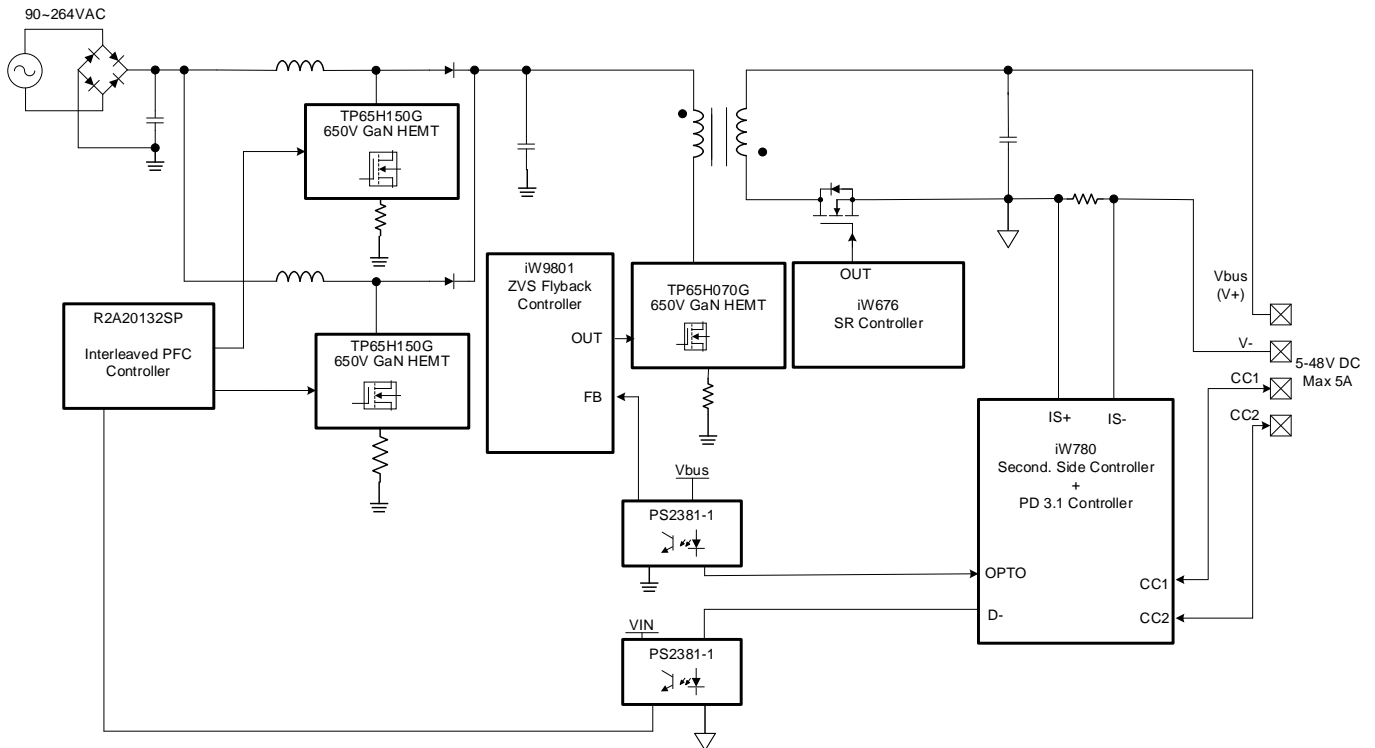 90~264VAC
TP65H150G
650V GaN HEMT
R2A20132SP
Interleaved PFC
Controller
TP65H150G
650V GaN HEMT
iW9801
ZVS Flyback
Controller
OUT
FB
TP65H070G
650V GaN HEMT
OUT
iW676
SR Controller
Vbus
(V+)
V-
5-48V DC
Max 5A
CC1
CC2
IS+
IS-
iW780
Second. Side Controller
+
PD 3.1 Controller
OPTO
D-
CC1
CC2
Vbus
PS2381-1
VIN
PS2381-1